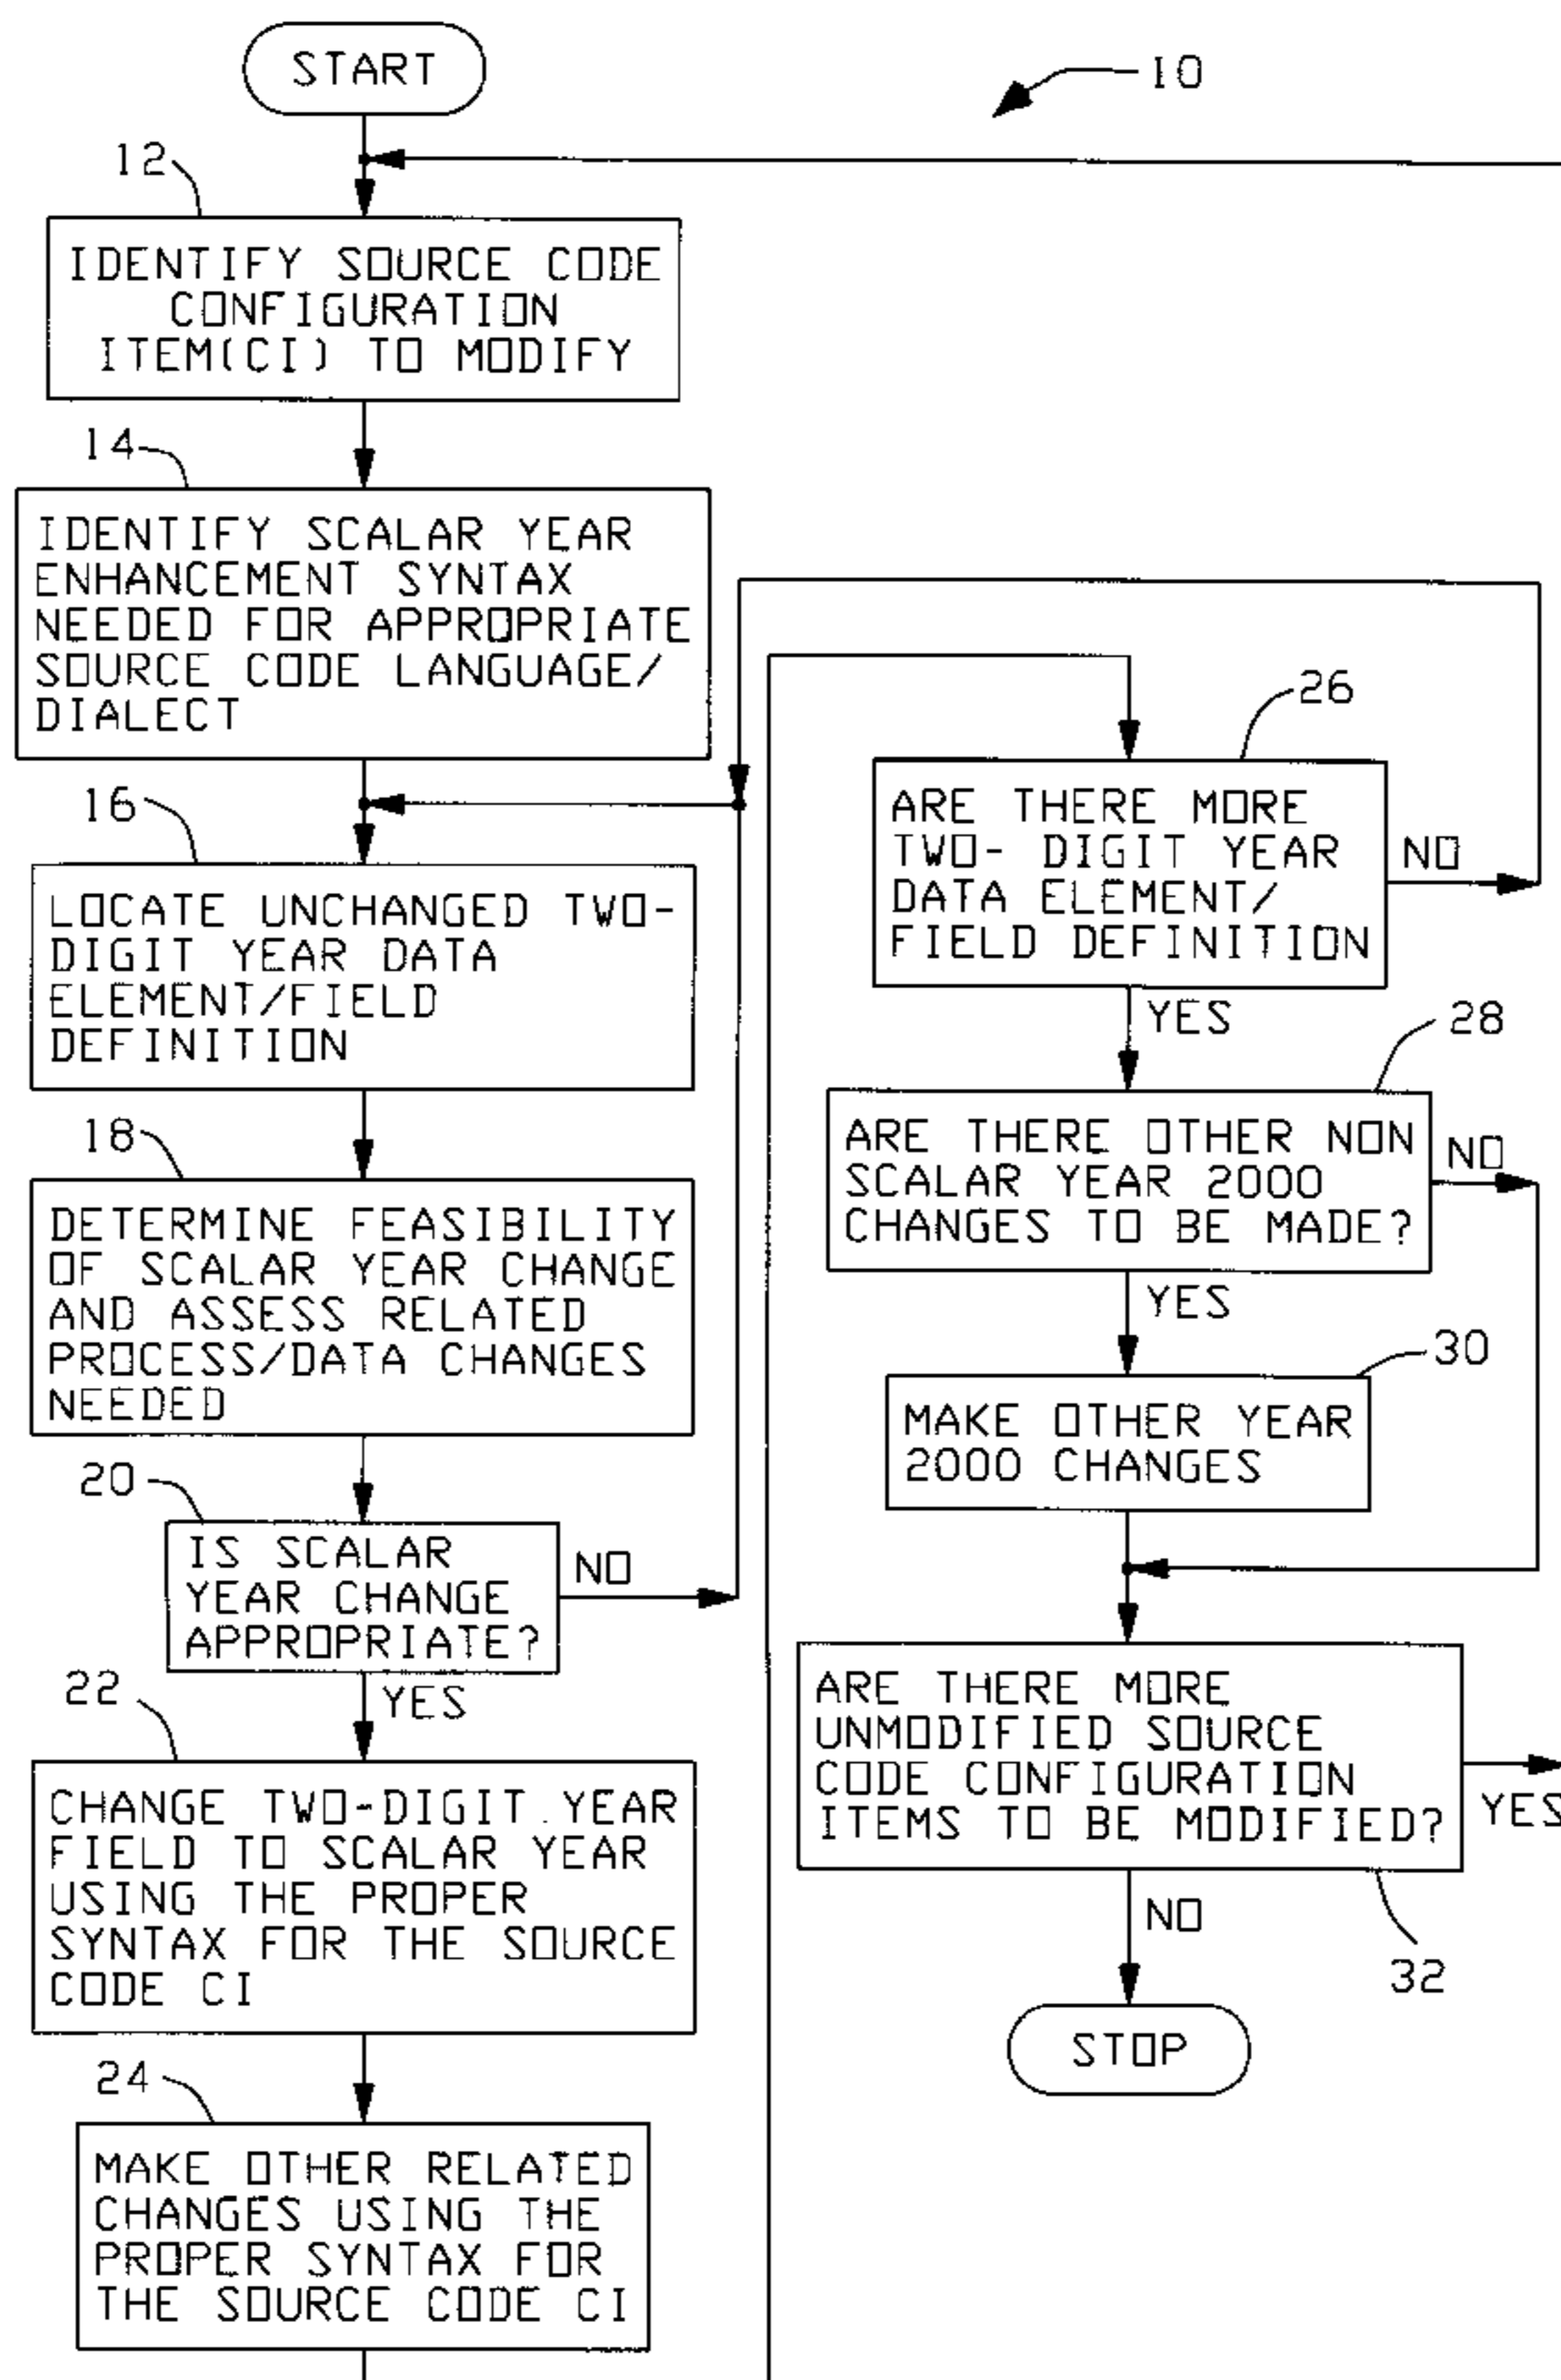 START
10
12
IDENTIFY SOURCE CODE
CONFIGURATION
ITEM(CI) TO MODIFY
14
IDENTIFY SCALAR YEAR
ENHANCEMENT SYNTAX
NEEDED FOR APPROPRIATE
SOURCE CODE LANGUAGE/
DIALECT
16
LOCATE UNCHANGED TWO-
DIGIT YEAR DATA
ELEMENT/FIELD
DEFINITION
18
DETERMINE FEASIBILITY
OF SCALAR YEAR CHANGE
AND ASSESS RELATED
PROCESS/DATA CHANGES
NEEDED
20
IS SCALAR
YEAR CHANGE
APPROPRIATE?
NO
YES
22
CHANGE TWO-DIGIT YEAR
FIELD TO SCALAR YEAR
USING THE PROPER
SYNTAX FOR THE SOURCE
CODE CI
24
MAKE OTHER RELATED
CHANGES USING THE
PROPER SYNTAX FOR
THE SOURCE CODE CI
26
ARE THERE MORE
TWO- DIGIT YEAR
DATA ELEMENT/
FIELD DEFINITION
NO
YES
28
ARE THERE OTHER NON
SCALAR YEAR 2000
CHANGES TO BE MADE?
NO
YES
30
MAKE OTHER YEAR
2000 CHANGES
ARE THERE MORE
UNMODIFIED SOURCE
CODE CONFIGURATION
ITEMS TO BE MODIFIED?
YES
NO
32
STOP